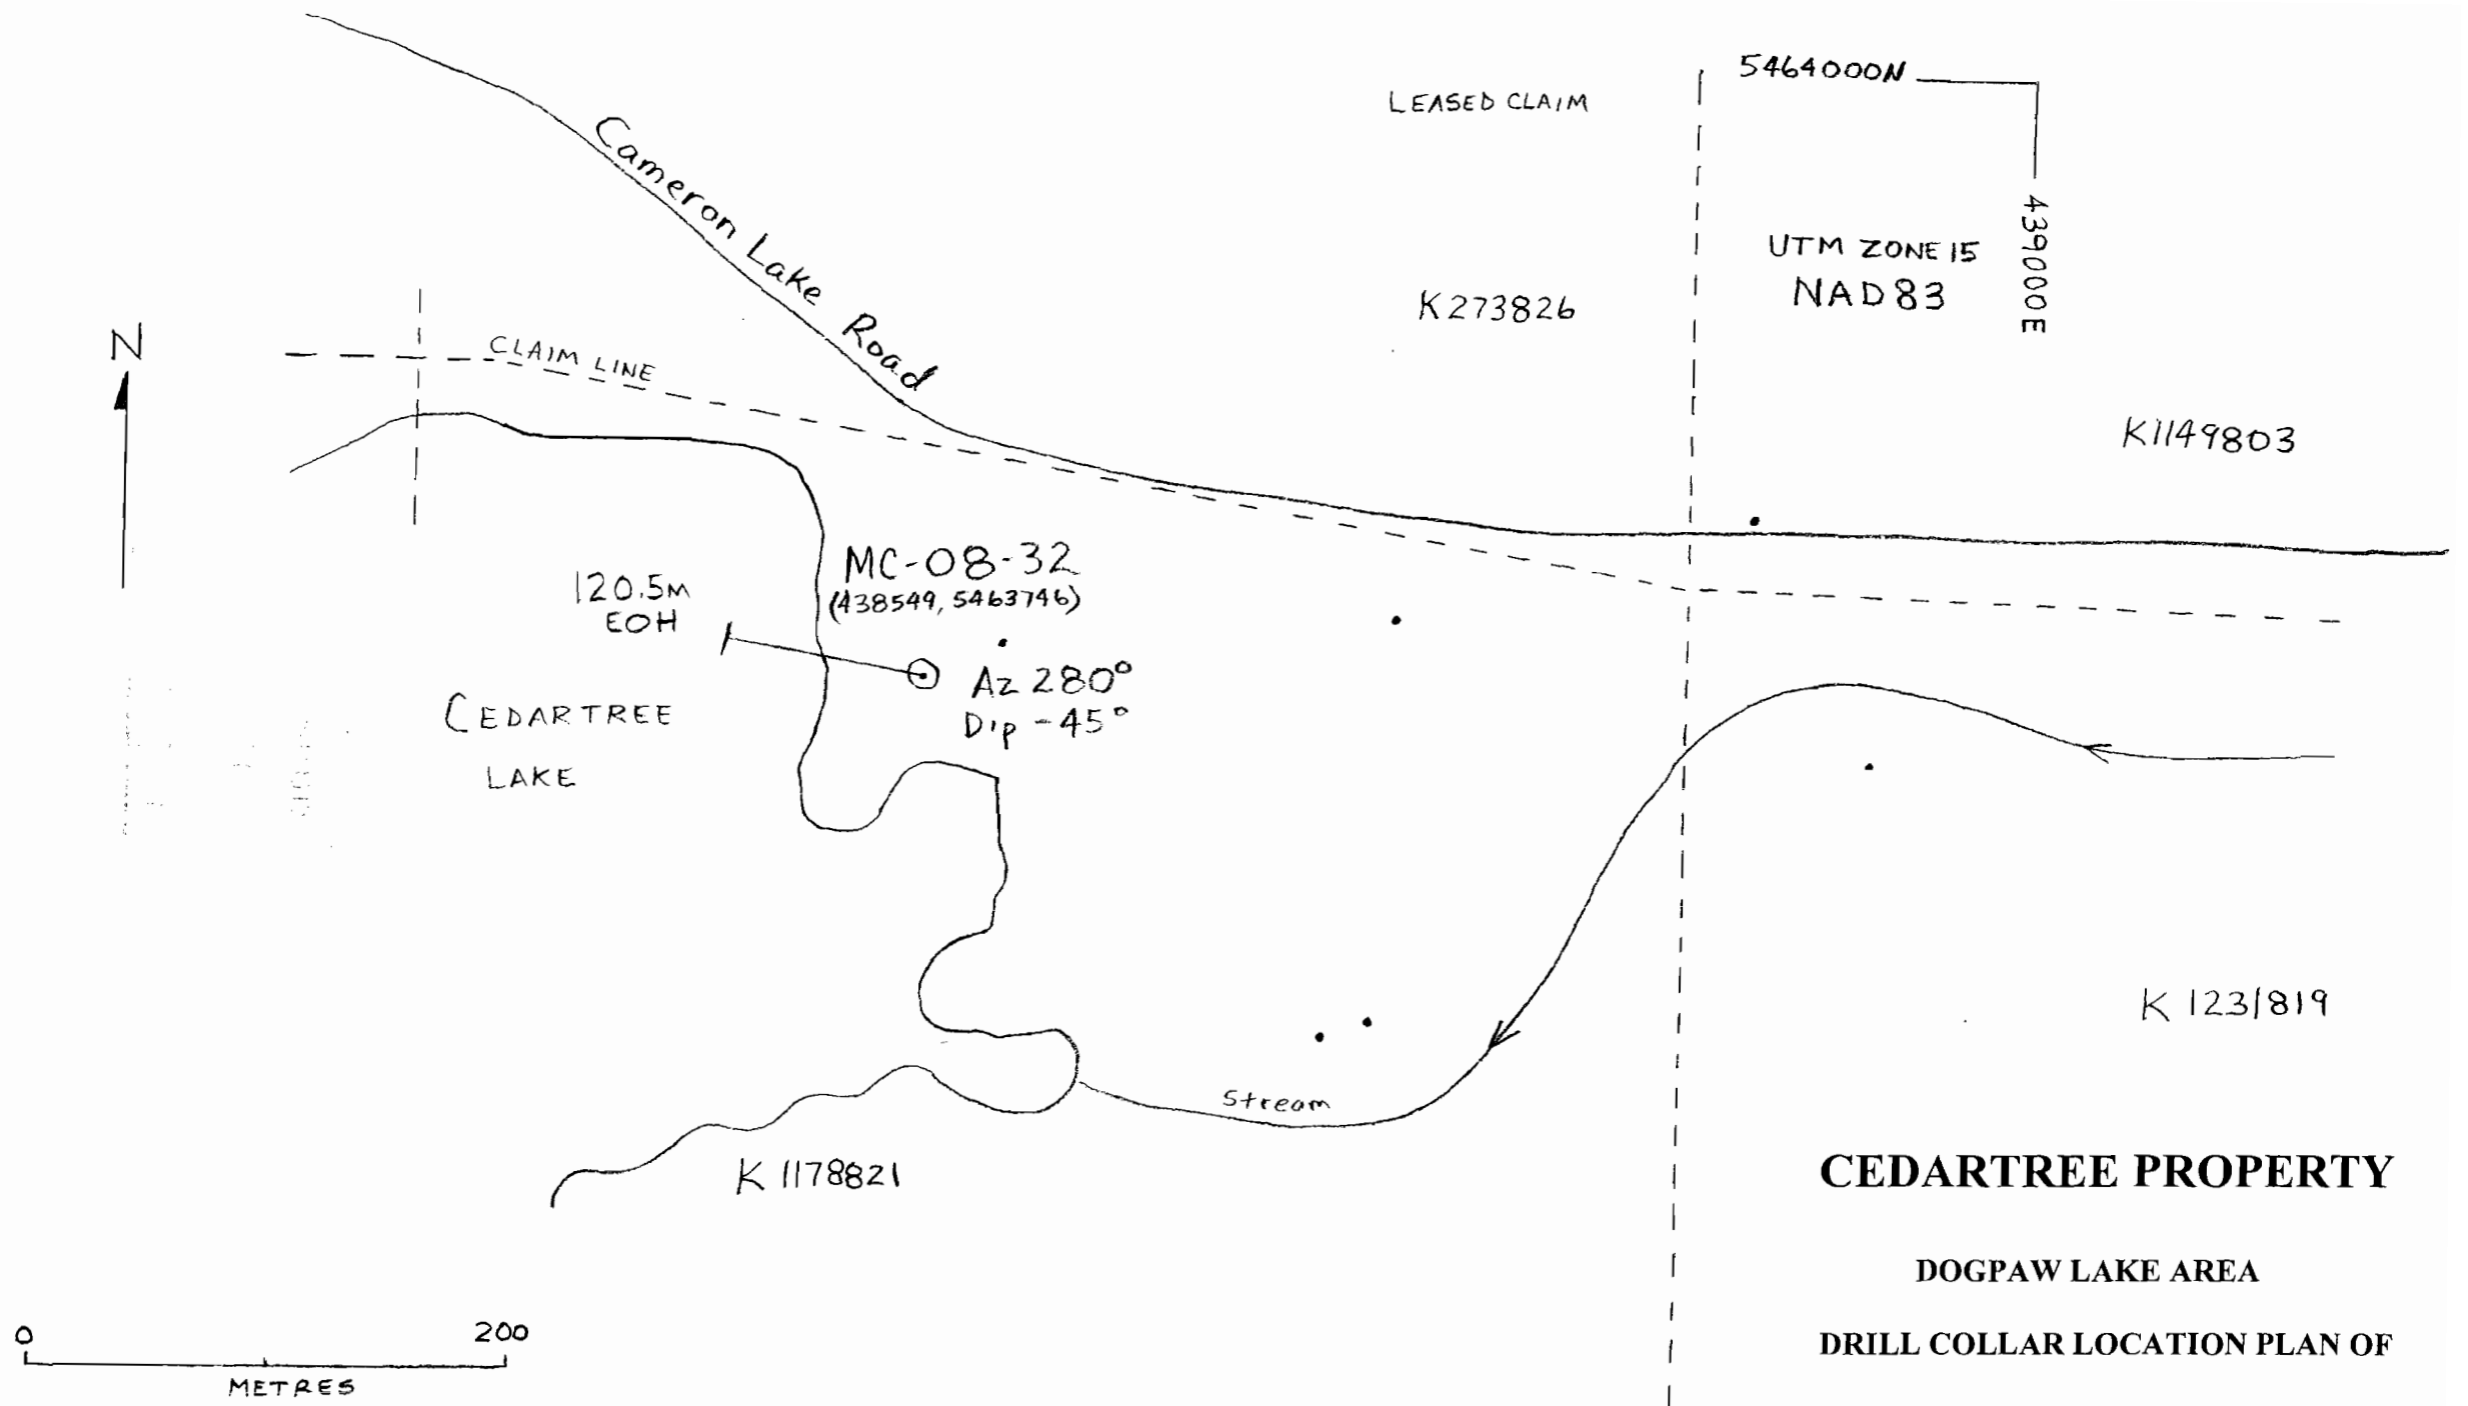 5464000N
439000E
LEASED CLAIM
Cameron Lake Road
UTM ZONE 15
NAD 83
K273826
N
CLAIM LINE
K1149803
MC-08-32
(438549, 5463746)
120.5M
EOH
Az 280°
Dip -45°
CEDARTREE
LAKE
K 1231819
Stream
K 1178821
CEDARTREE PROPERTY
DOGPAW LAKE AREA
DRILL COLLAR LOCATION PLAN OF
0 200
METRES